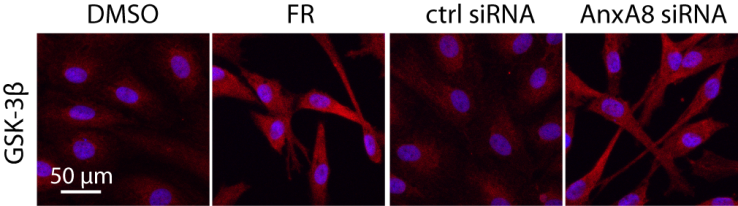 DMSO
FR
ctrl siRNA
AnxA8 siRNA
GSK-3β
50 μm